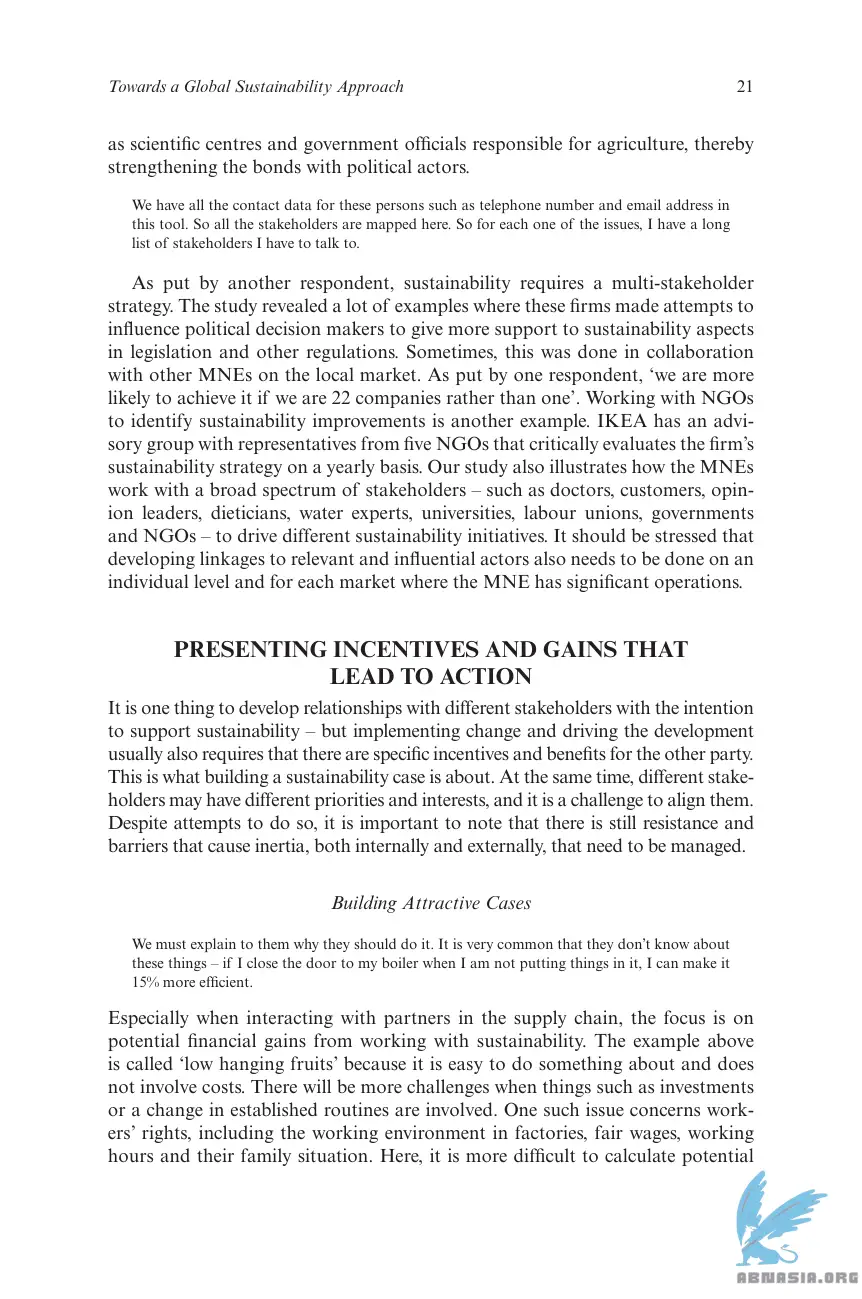 Towards a Global Sustainability Approach 21
as scientific centres and government officials responsible for agriculture, thereby
strengthening the bonds with political actors.
We have all the contact data for these persons such as telephone number and email address in
this tool. So all the stakeholders are mapped here. So for each one of the issues, I have a long
list of stakeholders I have to talk to.
As put by another respondent, sustainability requires a multi-stakeholder
strategy. The study revealed a lot of examples where these firms made attempts to
influence political decision makers to give more support to sustainability aspects
in legislation and other regulations. Sometimes, this was done in collaboration
with other MNEs on the local market. As put by one respondent, ‘we are more
likely to achieve it if we are 22 companies rather than one’. Working with NGOs
to identify sustainability improvements is another example. IKEA has an advi-
sory group with representatives from five NGOs that critically evaluates the firm’s
sustainability strategy on a yearly basis. Our study also illustrates how the MNEs
work with a broad spectrum of stakeholders – such as doctors, customers, opin-
ion leaders, dieticians, water experts, universities, labour unions, governments
and NGOs – to drive different sustainability initiatives. It should be stressed that
developing linkages to relevant and influential actors also needs to be done on an
individual level and for each market where the MNE has significant operations.
PRESENTING INCENTIVES AND GAINS THAT
LEAD TO ACTION
It is one thing to develop relationships with different stakeholders with the intention
to support sustainability – but implementing change and driving the development
usually also requires that there are specific incentives and benefits for the other party.
This is what building a sustainability case is about. At the same time, different stake-
holders may have different priorities and interests, and it is a challenge to align them.
Despite attempts to do so, it is important to note that there is still resistance and
barriers that cause inertia, both internally and externally, that need to be managed.
Building Attractive Cases
We must explain to them why they should do it. It is very common that they don’t know about
these things – if I close the door to my boiler when I am not putting things in it, I can make it
15% more efficient.
Especially when interacting with partners in the supply chain, the focus is on
potential financial gains from working with sustainability. The example above
is called ‘low hanging fruits’ because it is easy to do something about and does
not involve costs. There will be more challenges when things such as investments
or a change in established routines are involved. One such issue concerns work-
ers’ rights, including the working environment in factories, fair wages, working
hours and their family situation. Here, it is more difficult to calculate potential
ABNASIA.ORG